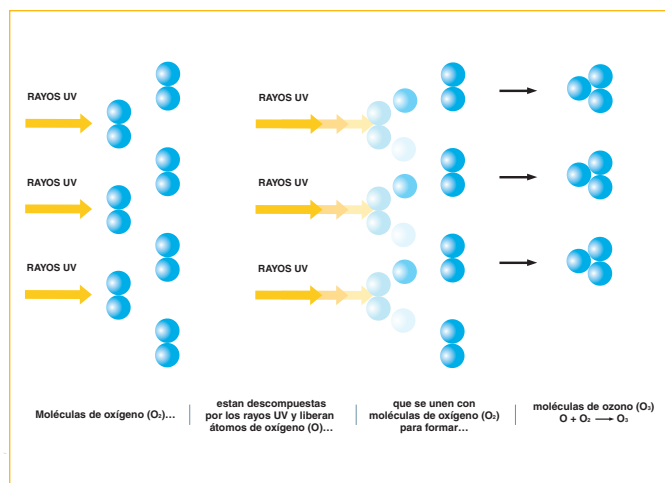 RAYOS UV
RAYOS UV
RAYOS UV
RAYOS UV
RAYOS UV
RAYOS UV
Moléculas de oxígeno (O₂)...
estan descompuestas
por los rayos UV y liberan
átomos de oxígeno (O)...
que se unen con
moléculas de oxígeno (O₂)
para formar...
moléculas de ozono (O₃)
O + O₂ → O₃